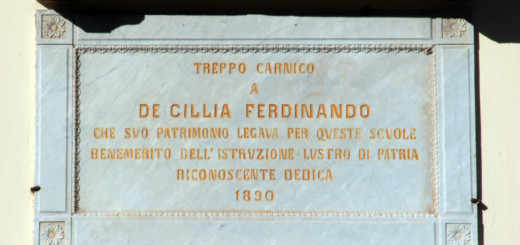 TREPPO CARNICO
A
DE CILLIA FERDINANDO
CHE SVO PATRIMONIO LEGAVA PER QVESTE SCVOLE
BENEMERITO DELL'ISTRVZIONE · LVSTRO DI PATRIA
RICONOSCENTE DEDICA
1890